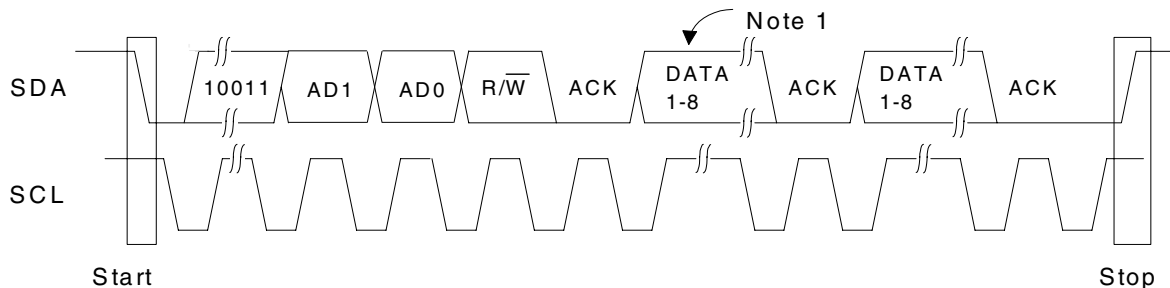 Note 1
SDA
10011
AD1
AD0
R/W̅
ACK
DATA
1-8
ACK
DATA
1-8
ACK
SCL
Start
Stop